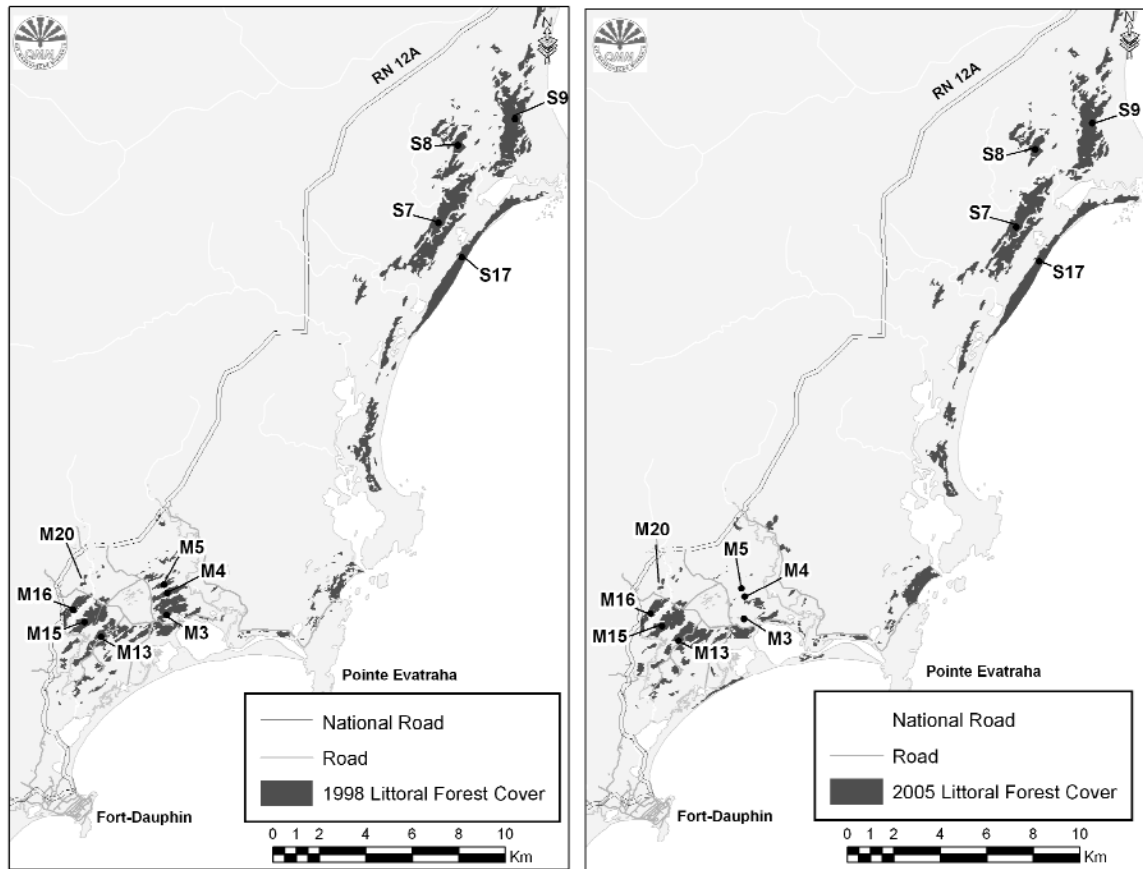 QMM
N
RN 12A
S9
S8
S7
S17
M20
M5
M4
M16
M3
M15
M13
Pointe Evatraha
National Road
Road
1998 Littoral Forest Cover
Fort-Dauphin
0 1 2 4 6 8 10
Km
QMM
N
RN 12A
S9
S8
S7
S17
M20
M5
M4
M16
M3
M15
M13
Pointe Evatraha
National Road
Road
2005 Littoral Forest Cover
Fort-Dauphin
0 1 2 4 6 8 10
Km